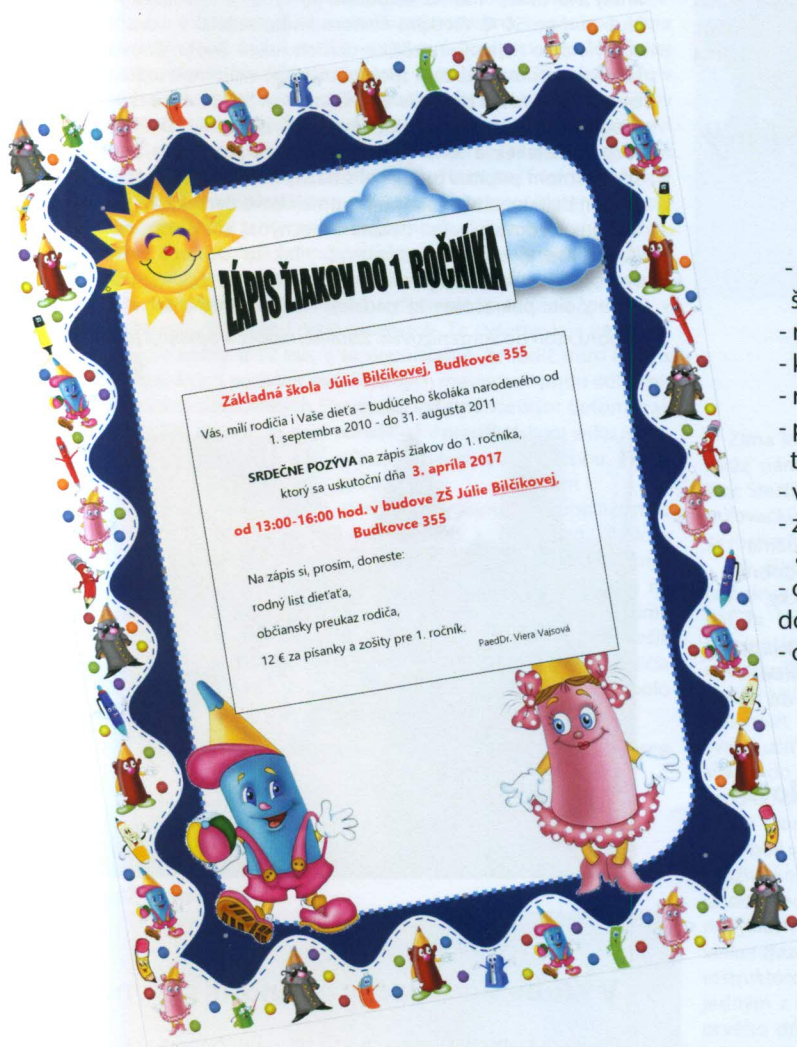 ZÁPIS ŽIAKOV DO 1. ROČNÍKA
Základná škola Júlie Bilčíkovej, Budkovce 355
Vás, milí rodičia i Vaše dieťa – budúceho školáka narodeného od
1. septembra 2010 - do 31. augusta 2011
SRDEČNE POZÝVA na zápis žiakov do 1. ročníka,
ktorý sa uskutoční dňa 3. apríla 2017
od 13:00-16:00 hod. v budove ZŠ Júlie Bilčíkovej,
Budkovce 355
Na zápis si, prosím, doneste:
rodný list dieťaťa,
občiansky preukaz rodiča,
12 € za písanky a zošity pre 1. ročník.
PaedDr. Viera Vajsová